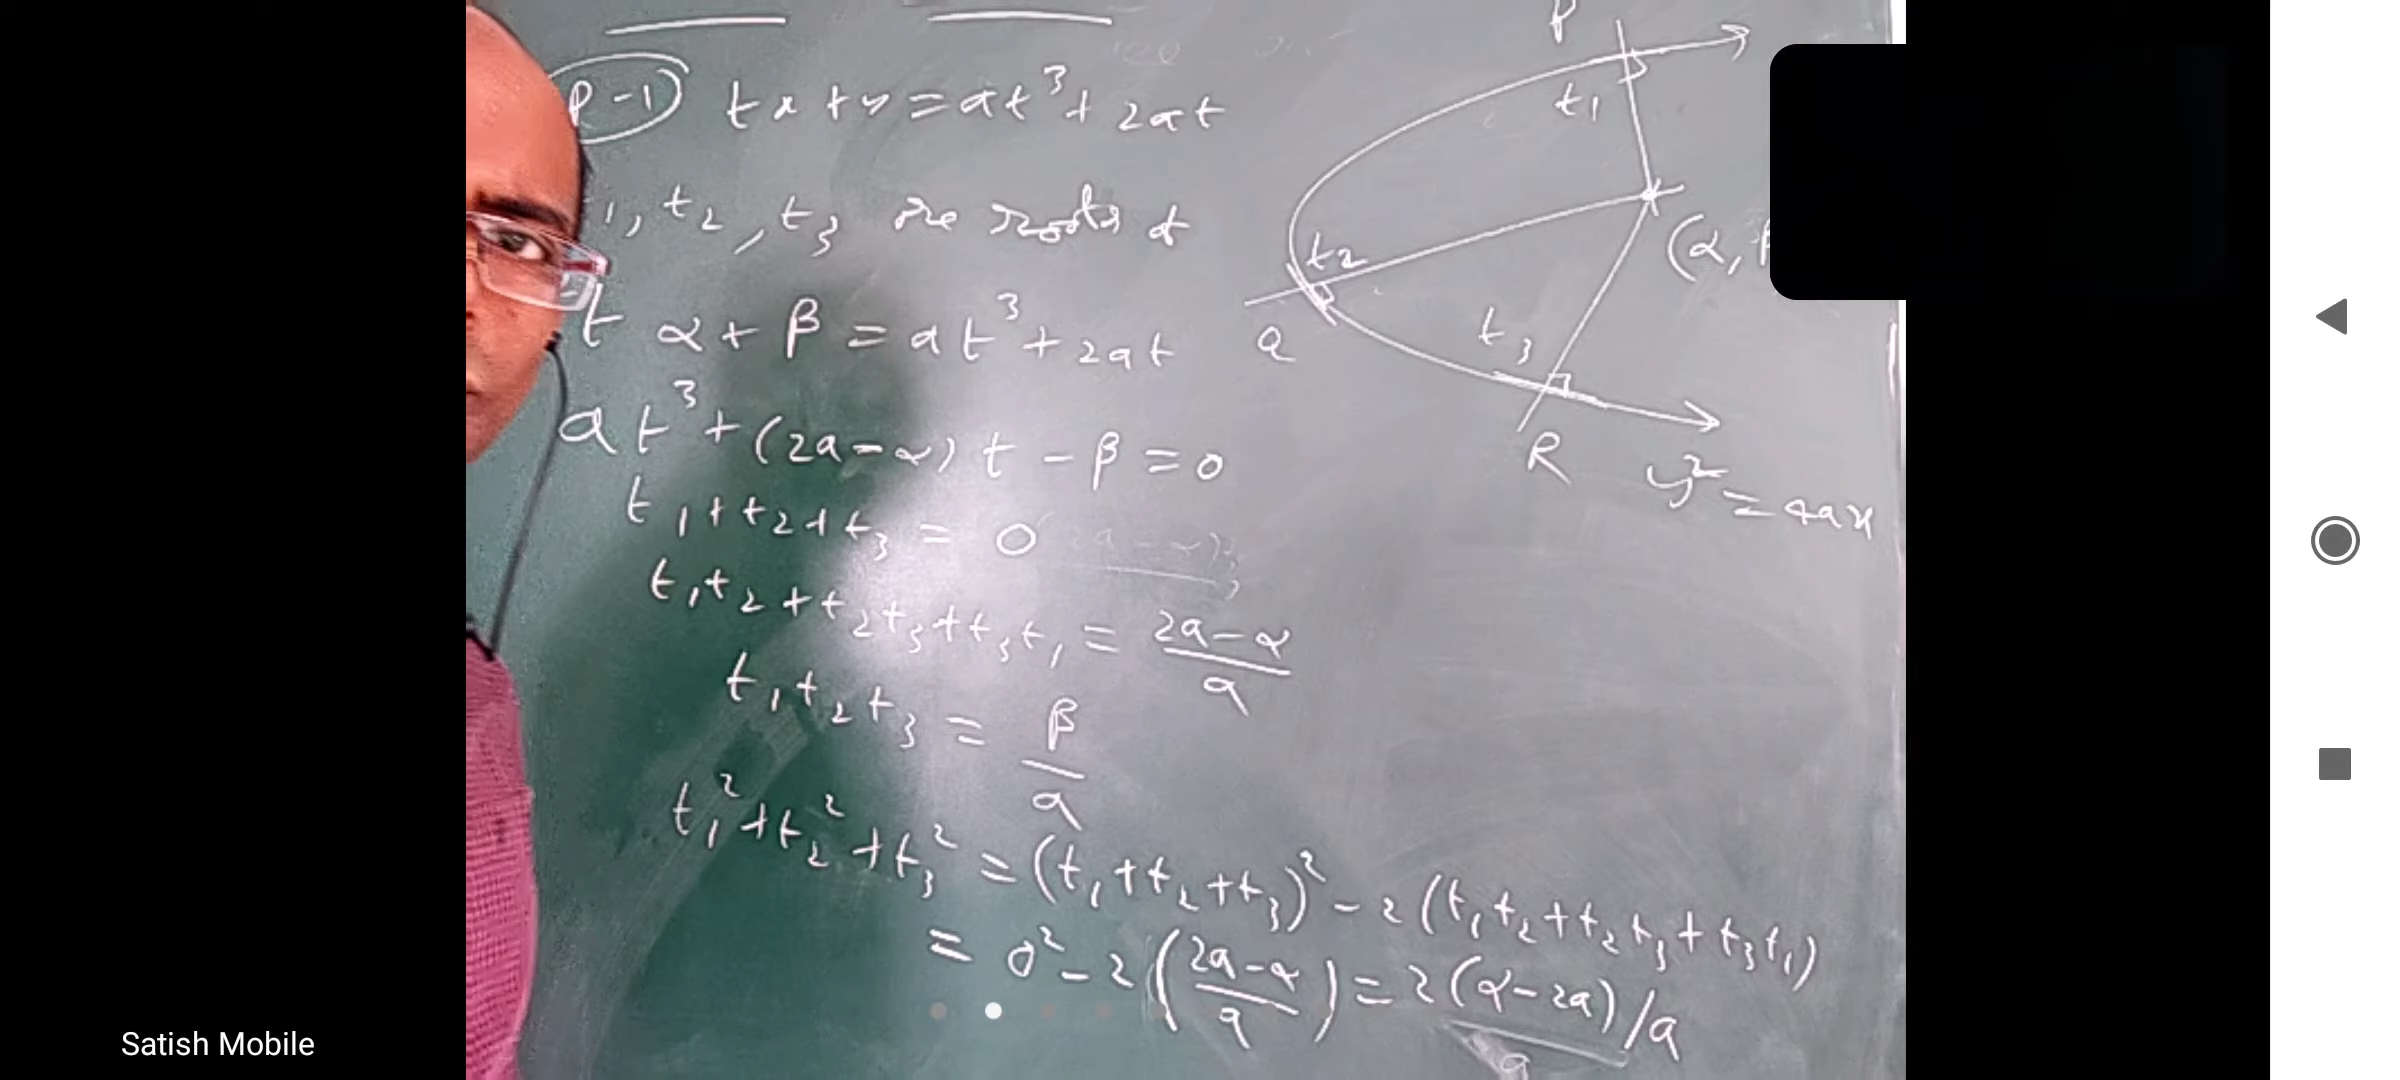 P-1) tx + y = at³ + 2at
1, t₂, t₃ are roots of
tα + β = at³ + 2at
at³ + (2a - α)t - β = 0
t₁ + t₂ + t₃ = 0
t₁t₂ + t₂t₃ + t₃t₁ = (2a - α)/a
t₁t₂t₃ = β/a
t₁² + t₂² + t₃² = (t₁ + t₂ + t₃)² - 2(t₁t₂ + t₂t₃ + t₃t₁)
= 0² - 2((2a - α)/a) = 2(α - 2a)/a
P
t₁
(α, β
t₂
Q
t₃
R
y² = 4ax
Satish Mobile